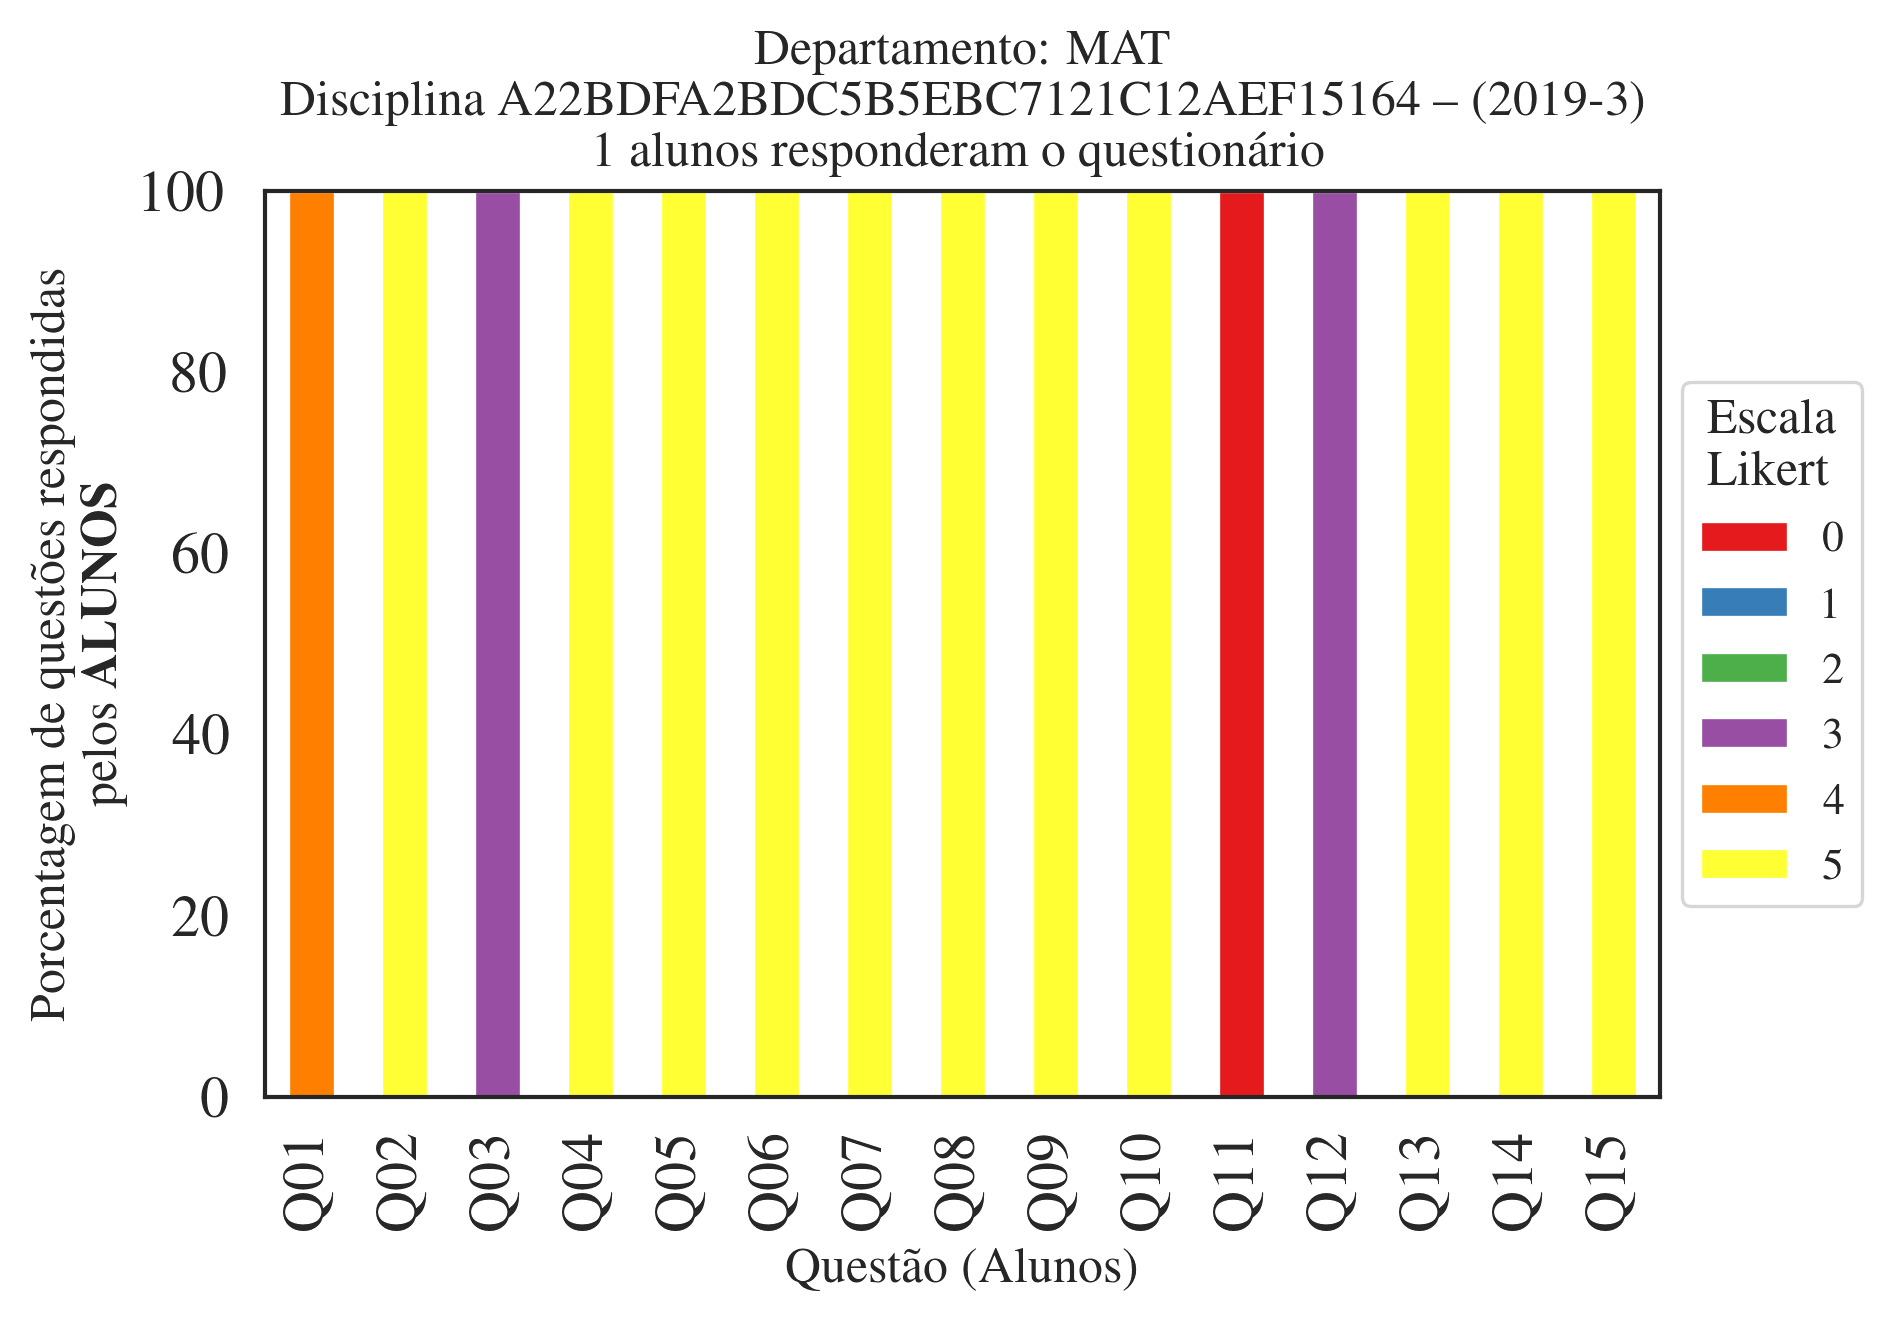 Departamento: MAT
Disciplina A22BDFA2BDC5B5EBC7121C12AEF15164 – (2019-3)
1 alunos responderam o questionário
Porcentagem de questões respondidas
pelos ALUNOS
100
80
60
40
20
0
Q01
Q02
Q03
Q04
Q05
Q06
Q07
Q08
Q09
Q10
Q11
Q12
Q13
Q14
Q15
Questão (Alunos)
Escala
Likert
0
1
2
3
4
5